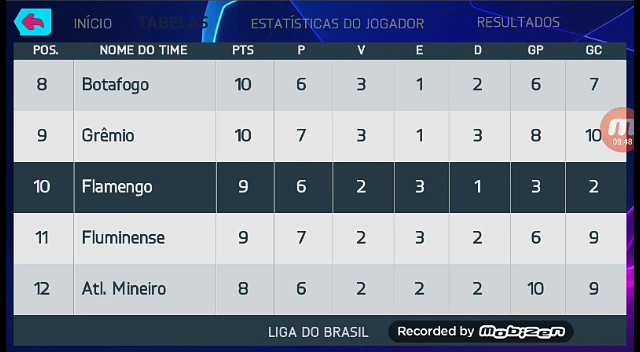 INÍCIO TABELAS ESTATÍSTICAS DO JOGADOR RESULTADOS
POS. NOME DO TIME PTS P V E D GP GC
8 Botafogo 10 6 3 1 2 6 7
9 Grêmio 10 7 3 1 3 8 10
08:48
10 Flamengo 9 6 2 3 1 3 2
11 Fluminense 9 7 2 3 2 6 9
12 Atl. Mineiro 8 6 2 2 2 10 9
LIGA DO BRASIL Recorded by mobizen